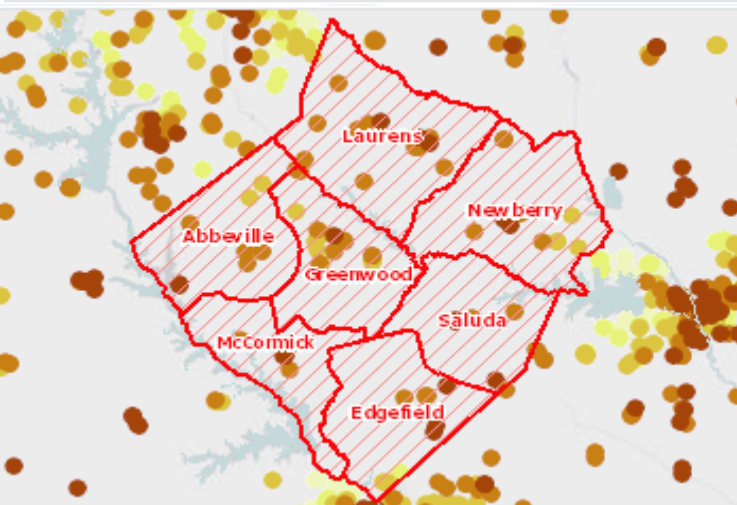 Laurens
Newberry
Abbeville
Greenwood
Saluda
McCormick
Edgefield